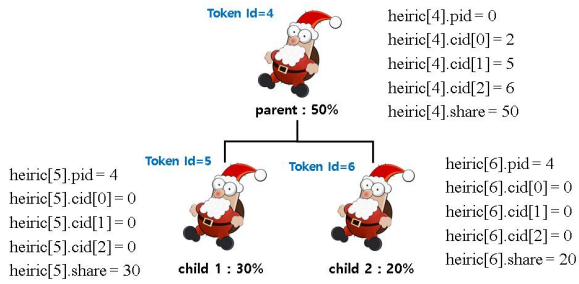 Token Id=4
heiric[4].pid = 0
heiric[4].cid[0] = 2
heiric[4].cid[1] = 5
heiric[4].cid[2] = 6
heiric[4].share = 50
parent : 50%
Token Id=5
heiric[5].pid = 4
heiric[5].cid[0] = 0
heiric[5].cid[1] = 0
heiric[5].cid[2] = 0
heiric[5].share = 30
child 1 : 30%
Token Id=6
heiric[6].pid = 4
heiric[6].cid[0] = 0
heiric[6].cid[1] = 0
heiric[6].cid[2] = 0
heiric[6].share = 20
child 2 : 20%